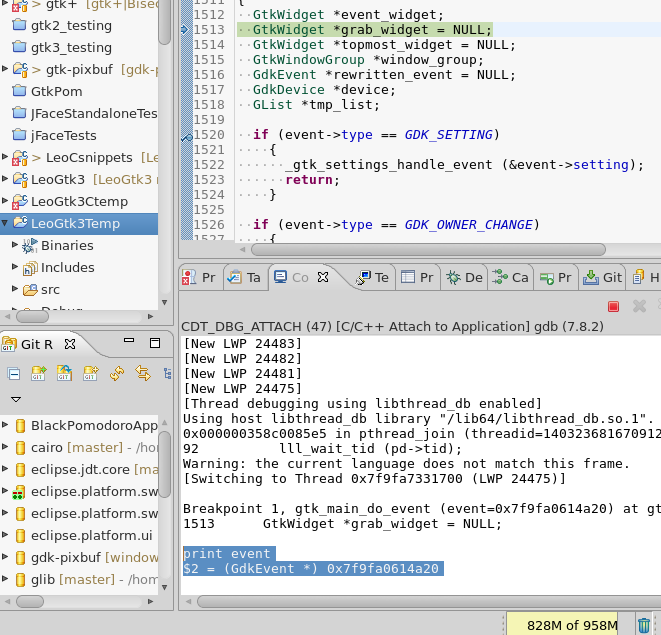 gtk+ [gtk+|Bised
gtk2_testing
gtk3_testing
> gtk-pixbuf [gdk-p
GtkPom
JFaceStandaloneTes
jFaceTests
> LeoCsnippets [Le
LeoGtk3 [LeoGtk3
LeoGtk3Ctemp
LeoGtk3Temp
Binaries
Includes
src
Debug
1511 {
1512 GtkWidget *event_widget;
1513 GtkWidget *grab_widget = NULL;
1514 GtkWidget *topmost_widget = NULL;
1515 GtkWindowGroup *window_group;
1516 GdkEvent *rewritten_event = NULL;
1517 GdkDevice *device;
1518 GList *tmp_list;
1519
1520 if (event->type == GDK_SETTING)
1521 {
1522 _gtk_settings_handle_event (&event->setting);
1523 return;
1524 }
1525
1526 if (event->type == GDK_OWNER_CHANGE)
1527 {
Git R
BlackPomodoroApp
cairo [master] - /hor
eclipse.jdt.core [ma
eclipse.platform.sw
eclipse.platform.sw
eclipse.platform.ui
gdk-pixbuf [window
glib [master] - /hom
Pr Ta Co Te Pr De Ca Pr Git H
CDT_DBG_ATTACH (47) [C/C++ Attach to Application] gdb (7.8.2)
[New LWP 24483]
[New LWP 24482]
[New LWP 24481]
[New LWP 24475]
[Thread debugging using libthread_db enabled]
Using host libthread_db library "/lib64/libthread_db.so.1".
0x000000358c0085e5 in pthread_join (threadid=140323681670912
92 lll_wait_tid (pd->tid);
Warning: the current language does not match this frame.
[Switching to Thread 0x7f9fa7331700 (LWP 24475)]
Breakpoint 1, gtk_main_do_event (event=0x7f9fa0614a20) at gt
1513 GtkWidget *grab_widget = NULL;
print event
$2 = (GdkEvent *) 0x7f9fa0614a20
828M of 958M